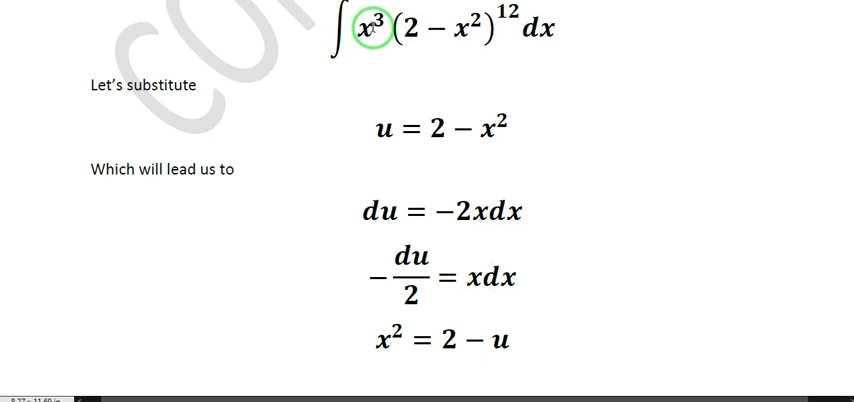 ∫ x³(2 − x²)¹²dx
Let's substitute
u = 2 − x²
Which will lead us to
du = −2xdx
−du/2 = xdx
x² = 2 − u